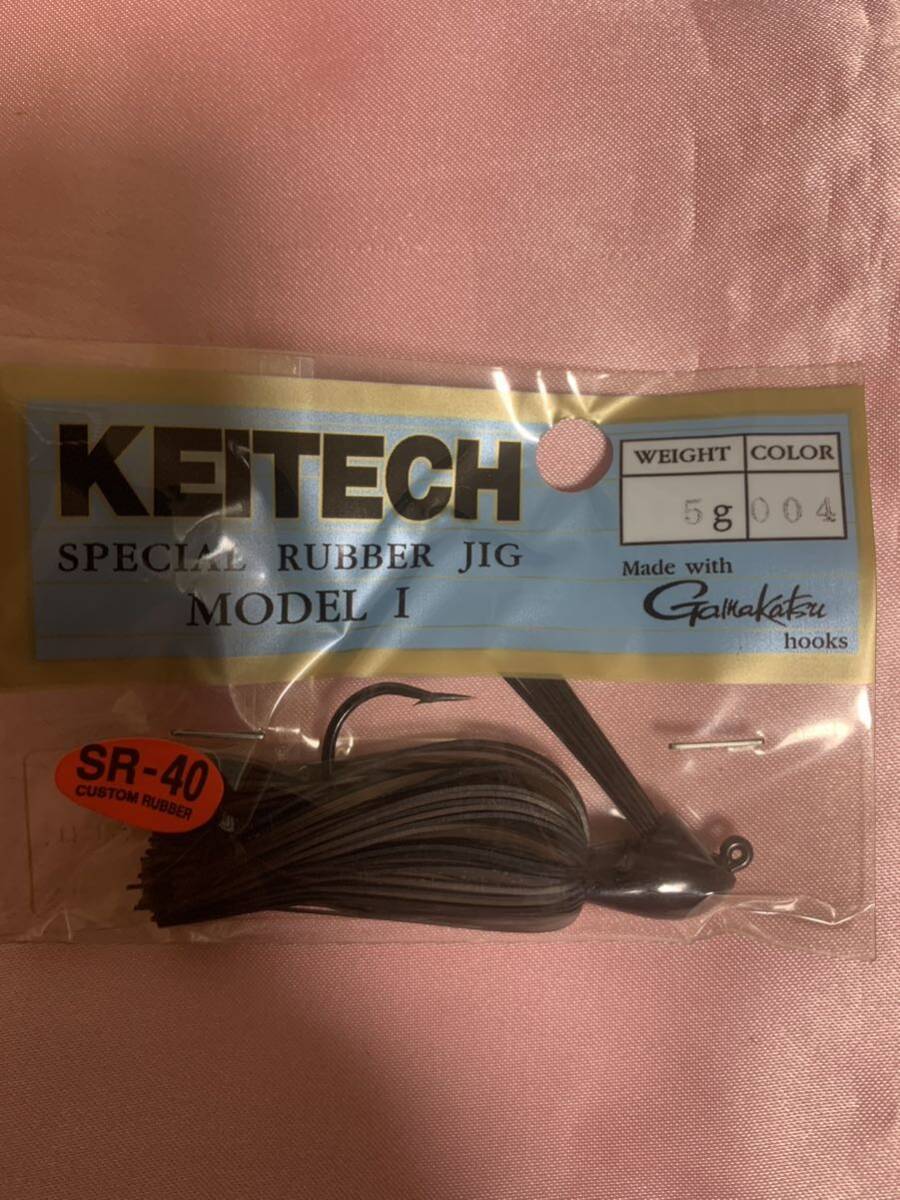 KEITECH
SPECIAL RUBBER JIG
MODEL I
WEIGHT COLOR
5g 004
Made with
Gamakatsu
hooks
SR-40
CUSTOM RUBBER